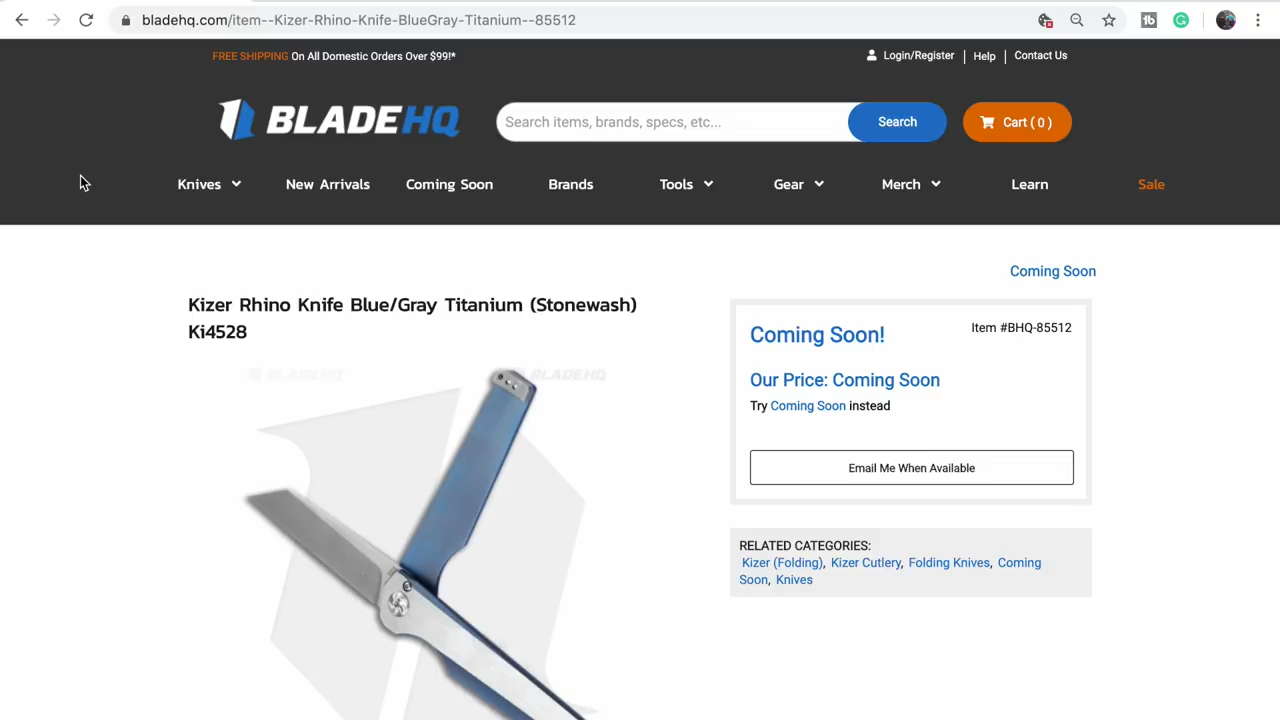 bladehq.com/item--Kizer-Rhino-Knife-BlueGray-Titanium--85512
FREE SHIPPING On All Domestic Orders Over $99!*
Login/Register | Help | Contact Us
BLADEHQ
Search items, brands, specs, etc...
Search
Cart ( 0 )
Knives
New Arrivals
Coming Soon
Brands
Tools
Gear
Merch
Learn
Sale
Coming Soon
Kizer Rhino Knife Blue/Gray Titanium (Stonewash)
Ki4528
Coming Soon!
Item #BHQ-85512
Our Price: Coming Soon
Try Coming Soon instead
Email Me When Available
RELATED CATEGORIES:
Kizer (Folding), Kizer Cutlery, Folding Knives, Coming
Soon, Knives
BLADEHQ
BLADEHQ
tb